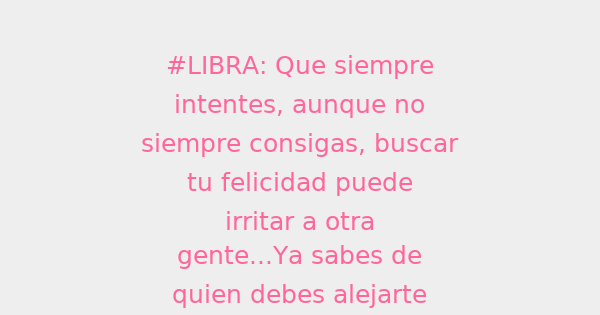 #LIBRA: Que siempre
intentes, aunque no
siempre consigas, buscar
tu felicidad puede
irritar a otra
gente...Ya sabes de
quien debes alejarte